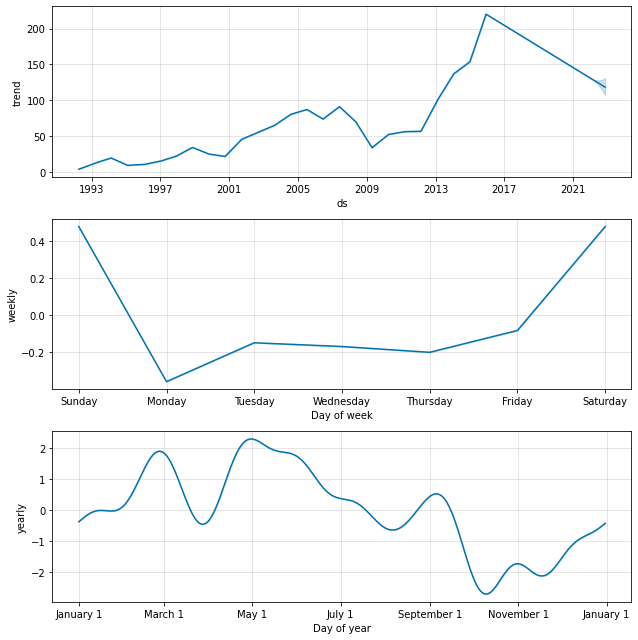 200
150
100
50
0
trend
1993 1997 2001 2005 2009 2013 2017 2021
ds
0.4
0.2
0.0
−0.2
weekly
Sunday Monday Tuesday Wednesday Thursday Friday Saturday
Day of week
2
1
0
−1
−2
yearly
January 1 March 1 May 1 July 1 September 1 November 1 January 1
Day of year